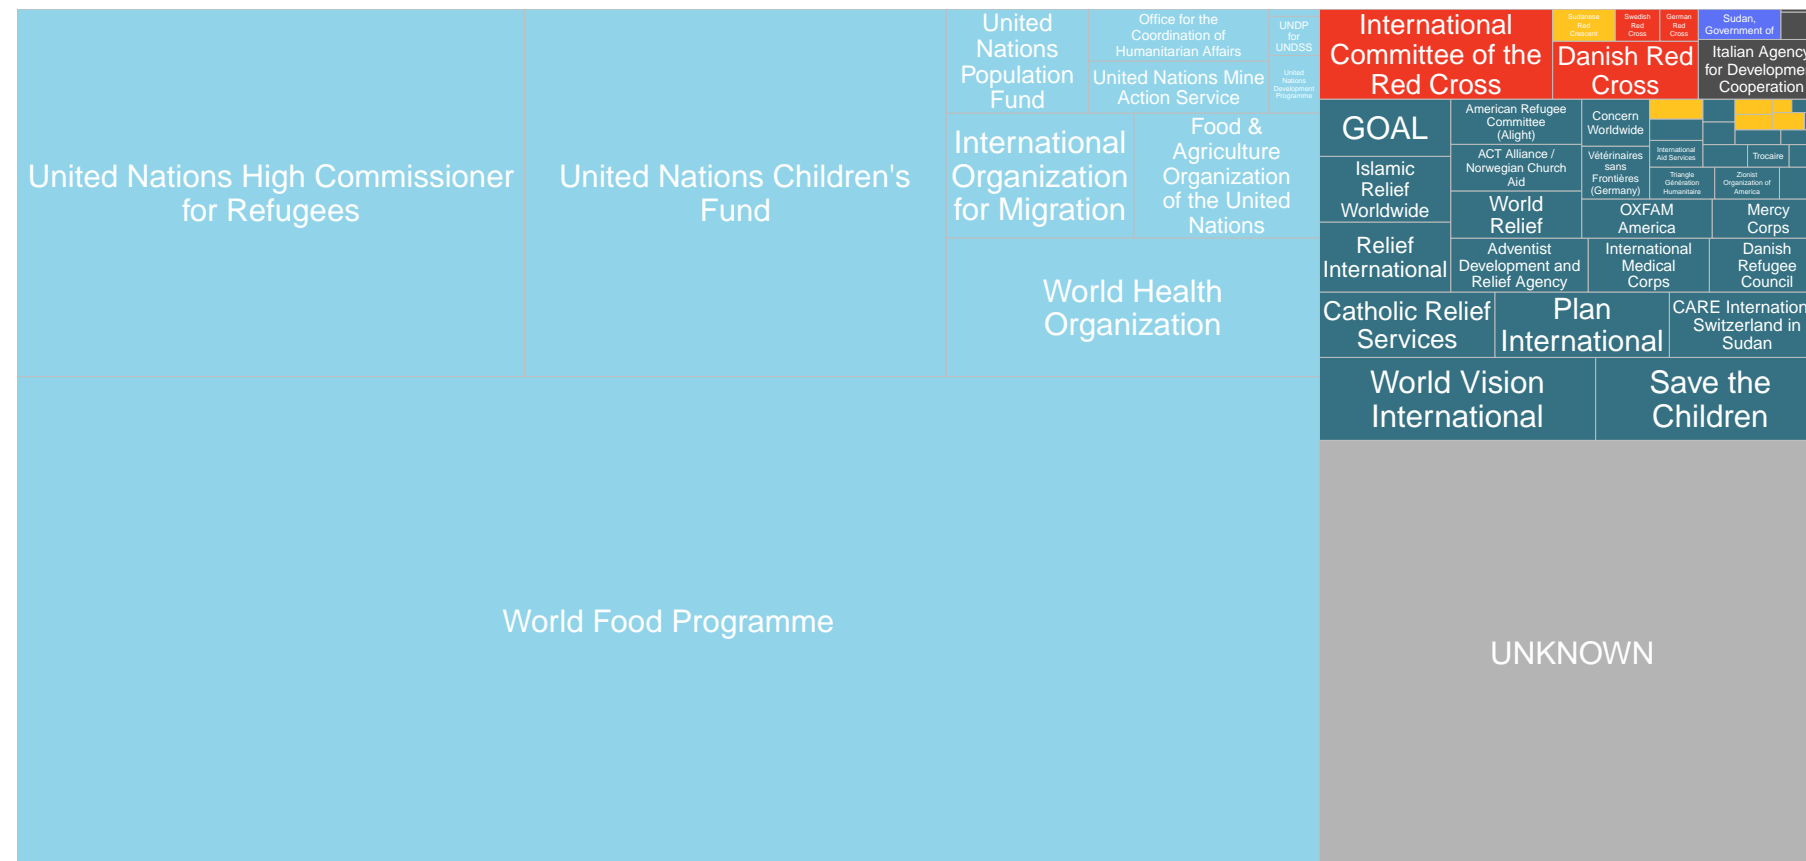 United Nations High Commissioner
for Refugees
United Nations Children's
Fund
United
Nations
Population
Fund
Office for the
Coordination of
Humanitarian Affairs
United Nations Mine
Action Service
UNDP
for
UNDSS
United
Nations
Development
Programme
International
Organization
for Migration
Food &
Agriculture
Organization
of the United
Nations
World Health
Organization
World Food Programme
International
Committee of the
Red Cross
Sudanese
Red
Crescent
Swedish
Red
Cross
German
Red
Cross
Danish Red
Cross
Sudan,
Government of
Italian Agency
for Developme
Cooperation
GOAL
Islamic
Relief
Worldwide
Relief
International
American Refugee
Committee
(Alight)
ACT Alliance /
Norwegian Church
Aid
World
Relief
Adventist
Development and
Relief Agency
Concern
Worldwide
Vétérinaires
sans
Frontières
(Germany)
International
Aid Services
Triangle
Génération
Humanitaire
Trocaire
Zionist
Organization of
America
OXFAM
America
Mercy
Corps
International
Medical
Corps
Danish
Refugee
Council
Catholic Relief
Services
Plan
International
CARE Internation
Switzerland in
Sudan
World Vision
International
Save the
Children
UNKNOWN